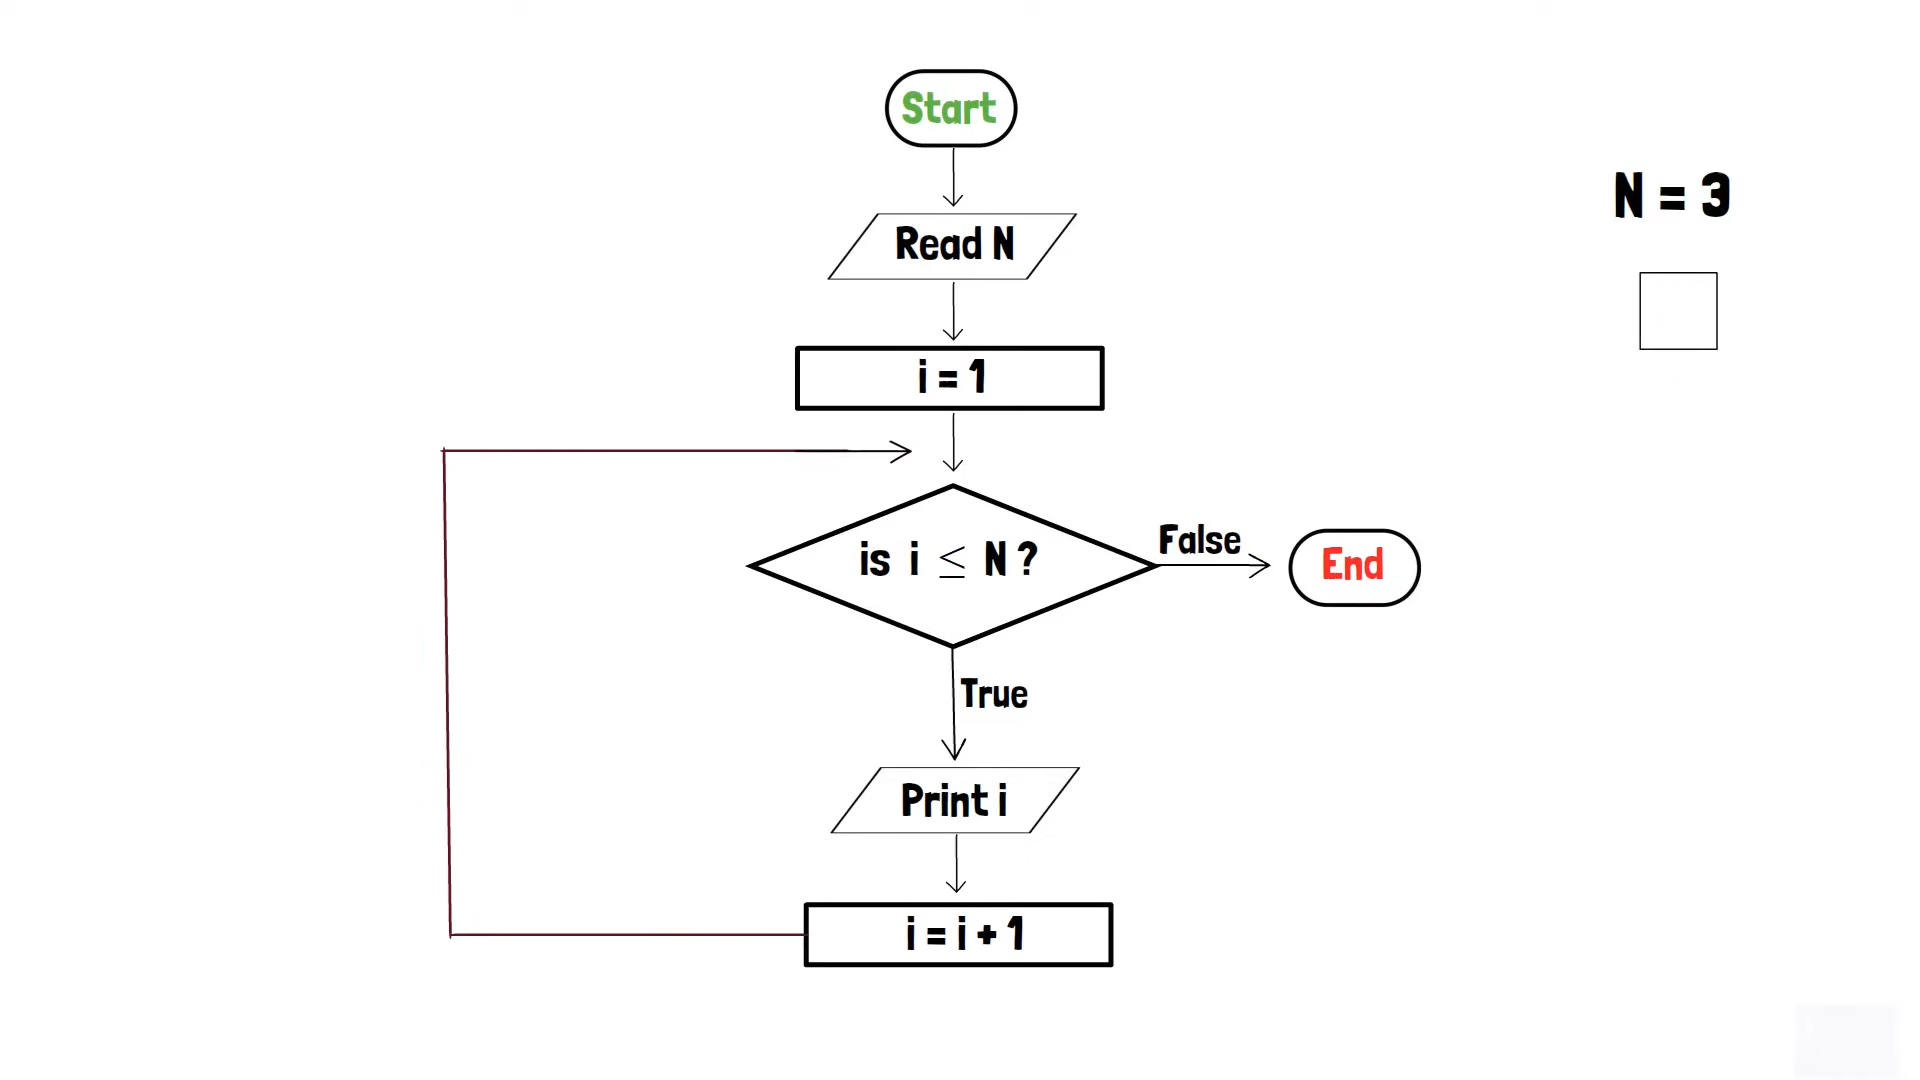 Start
N = 3
Read N
i = 1
is i ≤ N ?
False
End
True
Print i
i = i + 1